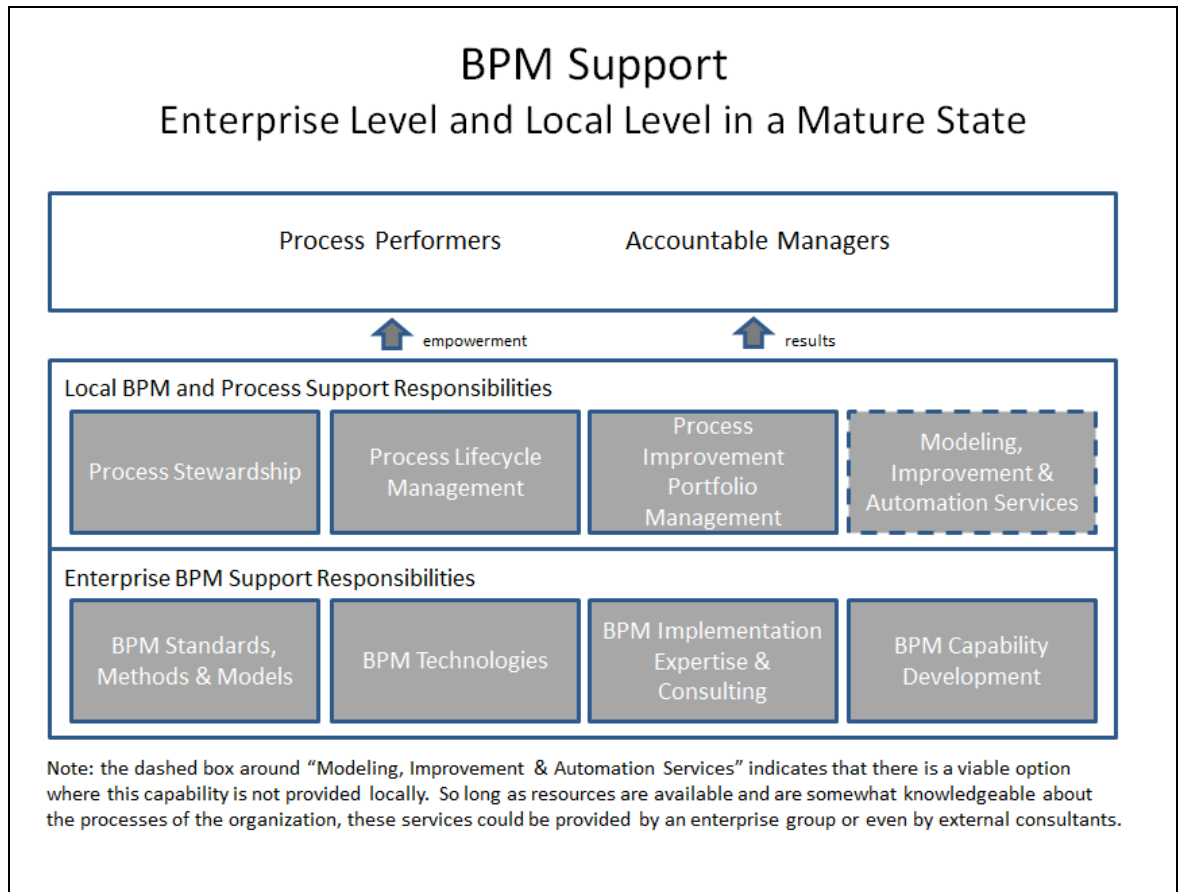 BPM Support
Enterprise Level and Local Level in a Mature State
Process Performers
Accountable Managers
empowerment
results
Local BPM and Process Support Responsibilities
Process Stewardship
Process Lifecycle
Management
Process
Improvement
Portfolio
Management
Modeling,
Improvement &
Automation Services
Enterprise BPM Support Responsibilities
BPM Standards,
Methods & Models
BPM Technologies
BPM Implementation
Expertise &
Consulting
BPM Capability
Development
Note: the dashed box around “Modeling, Improvement & Automation Services” indicates that there is a viable option
where this capability is not provided locally.  So long as resources are available and are somewhat knowledgeable about
the processes of the organization, these services could be provided by an enterprise group or even by external consultants.